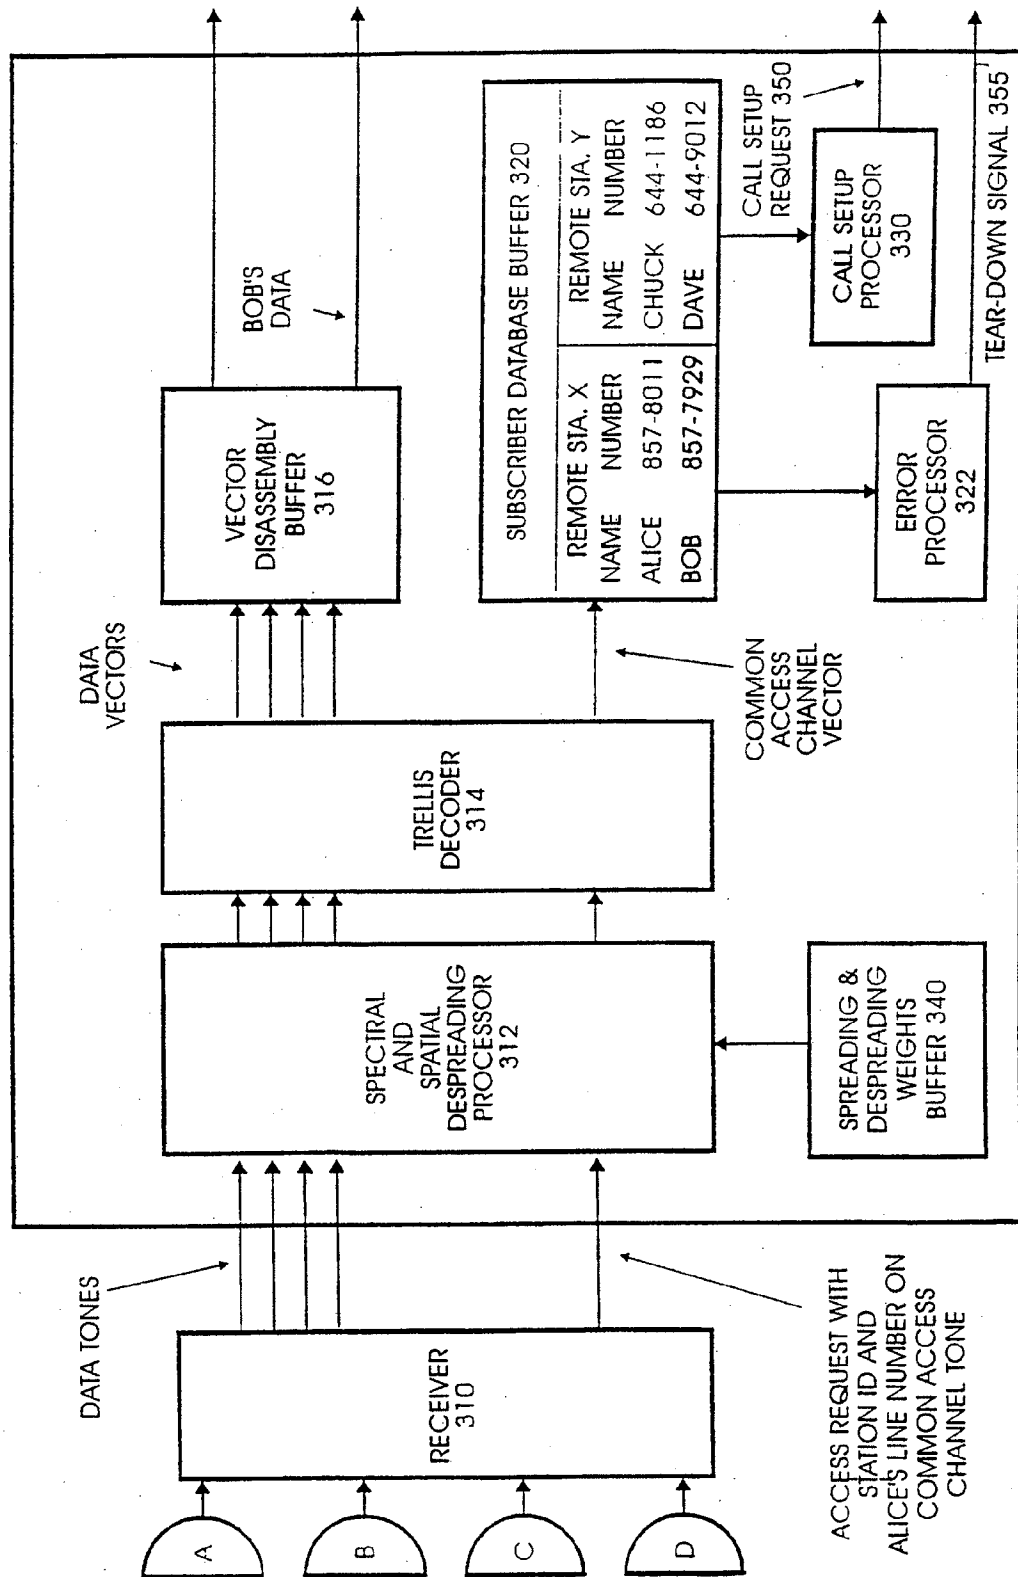 A
B
C
D
RECEIVER
310
DATA TONES
ACCESS REQUEST WITH
STATION ID AND
ALICE'S LINE NUMBER ON
COMMON ACCESS
CHANNEL TONE
SPECTRAL
AND
SPATIAL
DESPREADING
PROCESSOR
312
SPREADING &
DESPREADING
WEIGHTS
BUFFER 340
TRELLIS
DECODER
314
DATA
VECTORS
COMMON
ACCESS
CHANNEL
VECTOR
VECTOR
DISASSEMBLY
BUFFER
316
BOB'S
DATA
SUBSCRIBER DATABASE BUFFER 320
REMOTE STA. X REMOTE STA. Y
NAME NUMBER NAME NUMBER
ALICE 857-8011 CHUCK 644-1186
BOB 857-7929 DAVE 644-9012
ERROR
PROCESSOR
322
CALL SETUP
REQUEST 350
CALL SETUP
PROCESSOR
330
TEAR-DOWN SIGNAL 355